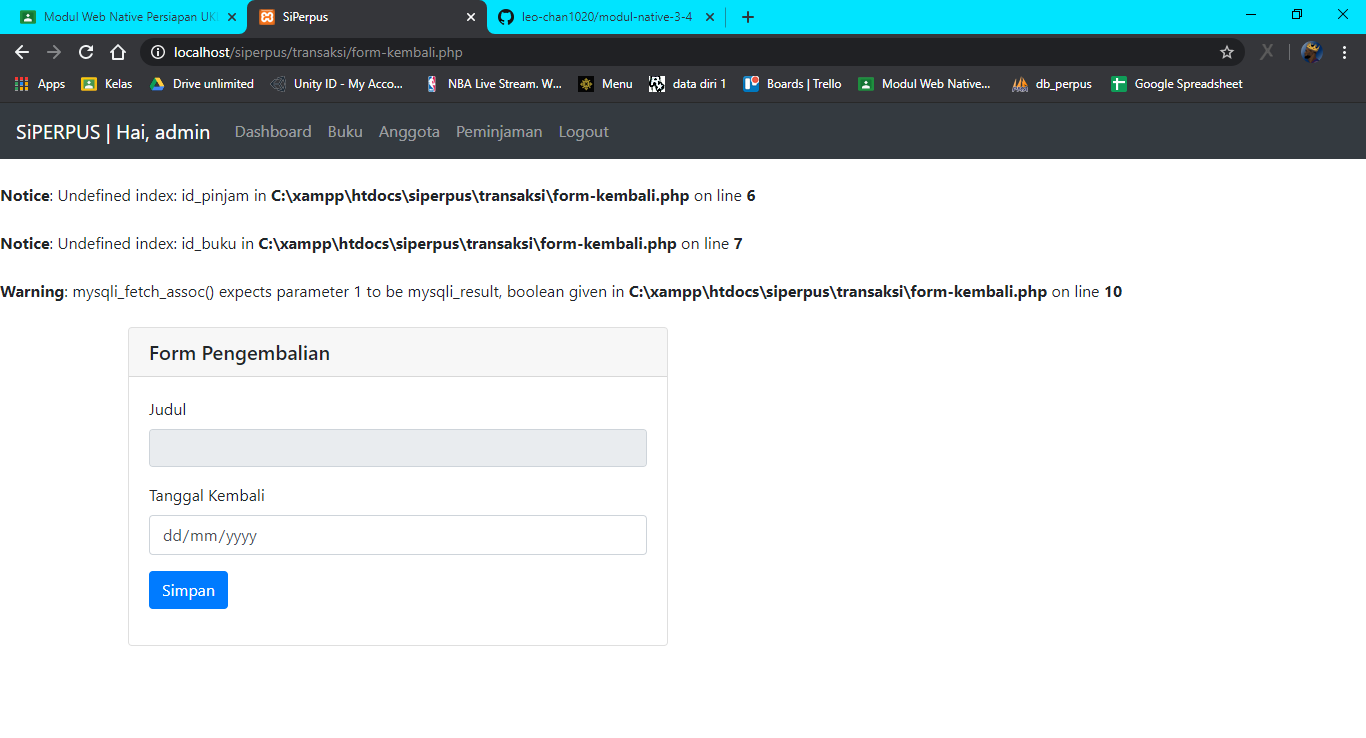 Modul Web Native Persiapan UK
SiPerpus
leo-chan1020/modul-native-3-4
localhost/siperpus/transaksi/form-kembali.php
Apps
Kelas
Drive unlimited
Unity ID - My Acco...
NBA Live Stream. W...
Menu
data diri 1
Boards | Trello
Modul Web Native...
db_perpus
Google Spreadsheet
SiPERPUS | Hai, admin
Dashboard
Buku
Anggota
Peminjaman
Logout
Notice: Undefined index: id_pinjam in C:\xampp\htdocs\siperpus\transaksi\form-kembali.php on line 6
Notice: Undefined index: id_buku in C:\xampp\htdocs\siperpus\transaksi\form-kembali.php on line 7
Warning: mysqli_fetch_assoc() expects parameter 1 to be mysqli_result, boolean given in C:\xampp\htdocs\siperpus\transaksi\form-kembali.php on line 10
Form Pengembalian
Judul
Tanggal Kembali
dd/mm/yyyy
Simpan